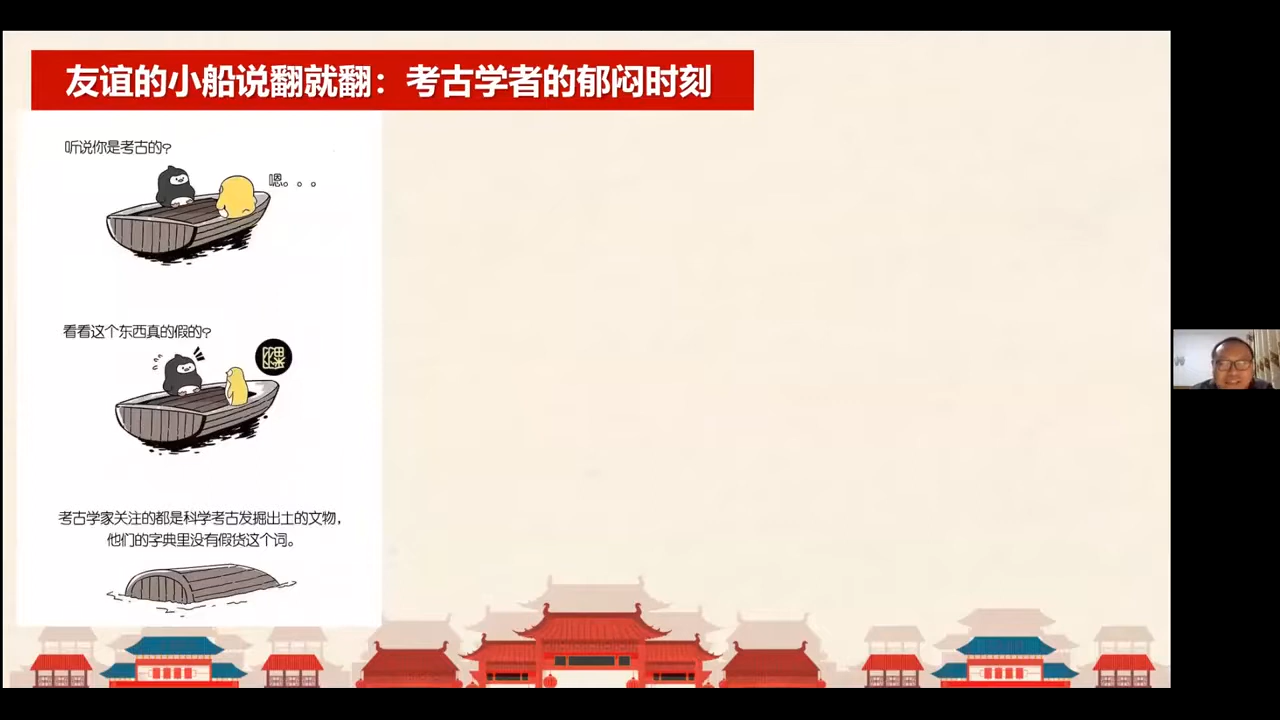 友谊的小船说翻就翻：考古学者的郁闷时刻
听说你是考古的？
嗯。。。
看看这个东西真的假的？
考古学家关注的都是科学考古发掘出土的文物，
他们的字典里没有假货这个词。